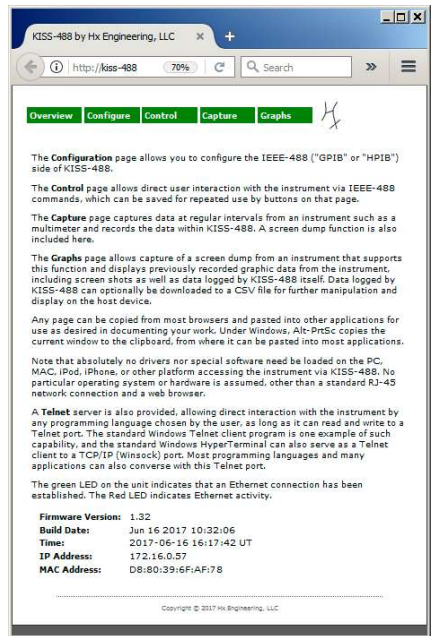 KISS-488 by Hx Engineering, LLC
http://kiss-488 70% Search
Overview Configure Control Capture Graphs Hx
The Configuration page allows you to configure the IEEE-488 ("GPIB" or "HPIB")
side of KISS-488.
The Control page allows direct user interaction with the instrument via IEEE-488
commands, which can be saved for repeated use by buttons on that page.
The Capture page captures data at regular intervals from an instrument such as a
multimeter and records the data within KISS-488. A screen dump function is also
included here.
The Graphs page allows capture of a screen dump from an instrument that supports
this function and displays previously recorded graphic data from the instrument,
including screen shots as well as data logged by KISS-488 itself. Data logged by
KISS-488 can optionally be downloaded to a CSV file for further manipulation and
display on the host device.
Any page can be copied from most browsers and pasted into other applications for
use as desired in documenting your work. Under Windows, Alt-PrtSc copies the
current window to the clipboard, from where it can be pasted into most applications.
Note that absolutely no drivers nor special software need be loaded on the PC,
MAC, iPod, iPhone, or other platform accessing the instrument via KISS-488. No
particular operating system or hardware is assumed, other than a standard RJ-45
network connection and a web browser.
A Telnet server is also provided, allowing direct interaction with the instrument by
any programming language chosen by the user, as long as it can read and write to a
Telnet port. The standard Windows Telnet client program is one example of such
capability, and the standard Windows HyperTerminal can also serve as a Telnet
client to a TCP/IP (Winsock) port. Most programming languages and many
applications can also converse with this Telnet port.
The green LED on the unit indicates that an Ethernet connection has been
established. The Red LED indicates Ethernet activity.
Firmware Version: 1.32
Build Date: Jun 16 2017 10:32:06
Time: 2017-06-16 16:17:42 UT
IP Address: 172.16.0.57
MAC Address: D8:80:39:6F:AF:78
Copyright © 2017 Hx Engineering, LLC